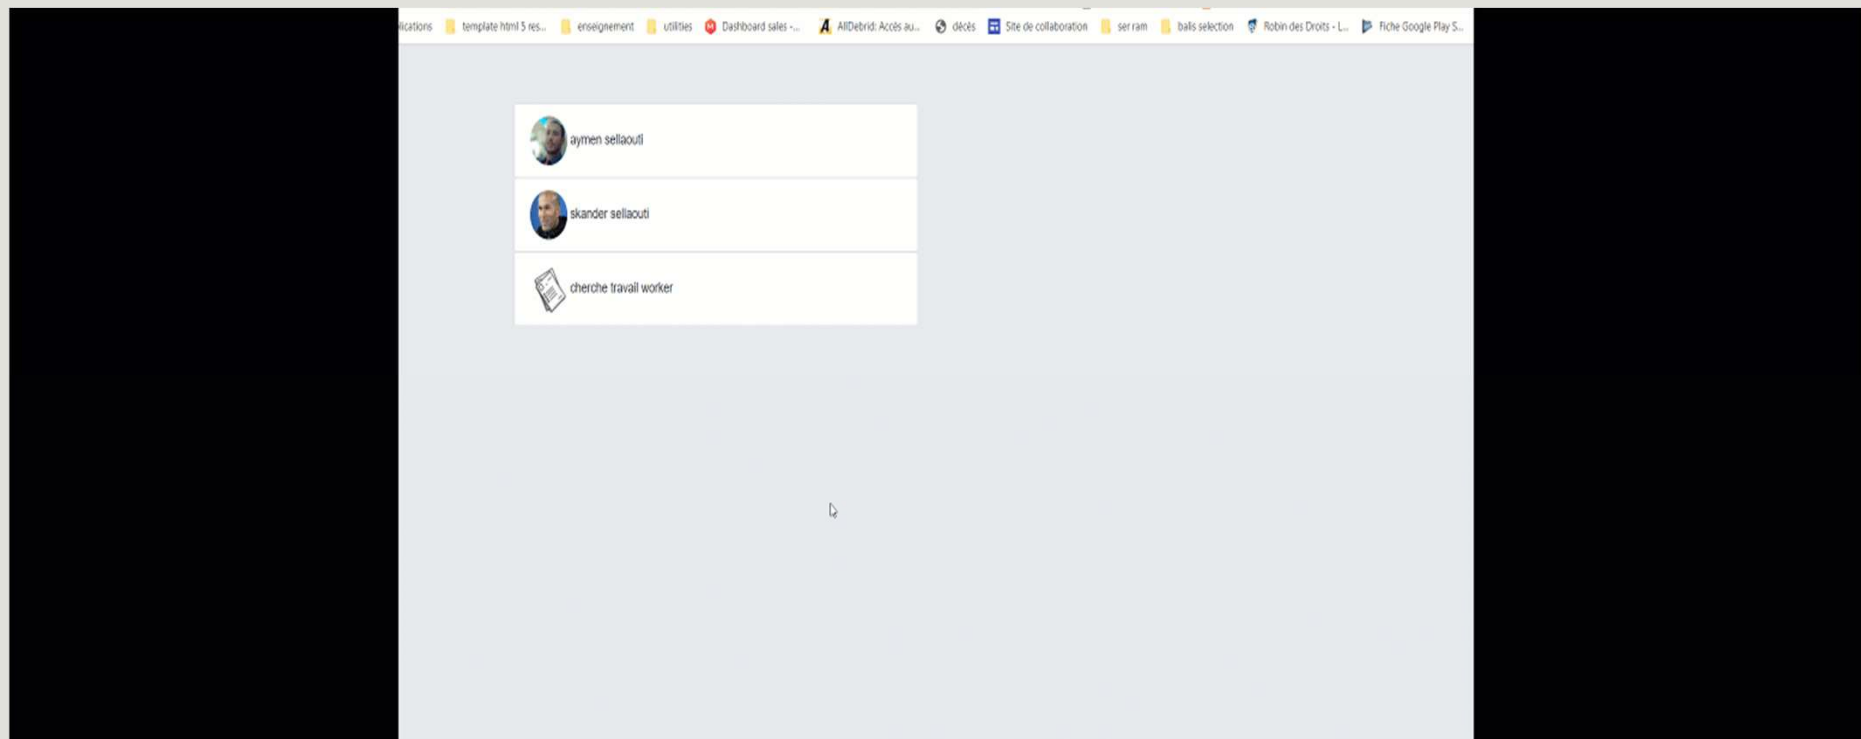 lications template html 5 res... enseignement utilities Dashboard sales -... AllDebrid: Accès au... décès Site de collaboration ser ram balls selection Robin des Droits - L... Fiche Google Play S...
aymen sellaouti
skander sellaouti
cherche travail worker